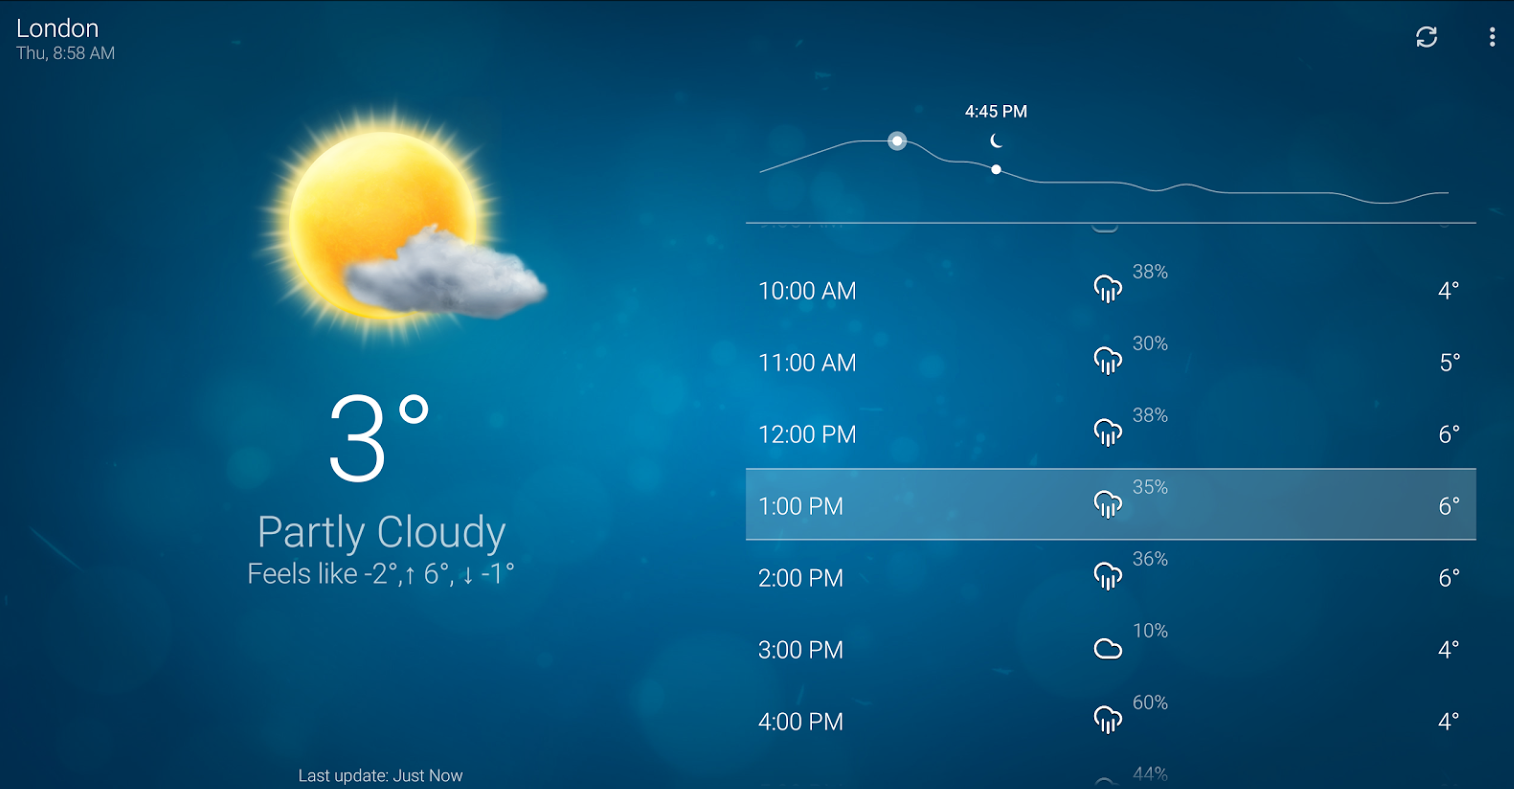 London
Thu, 8:58 AM
3°
Partly Cloudy
Feels like -2°,↑ 6°, ↓ -1°
Last update: Just Now
4:45 PM
10:00 AM 38% 4°
11:00 AM 30% 5°
12:00 PM 38% 6°
1:00 PM 35% 6°
2:00 PM 36% 6°
3:00 PM 10% 4°
4:00 PM 60% 4°
44%